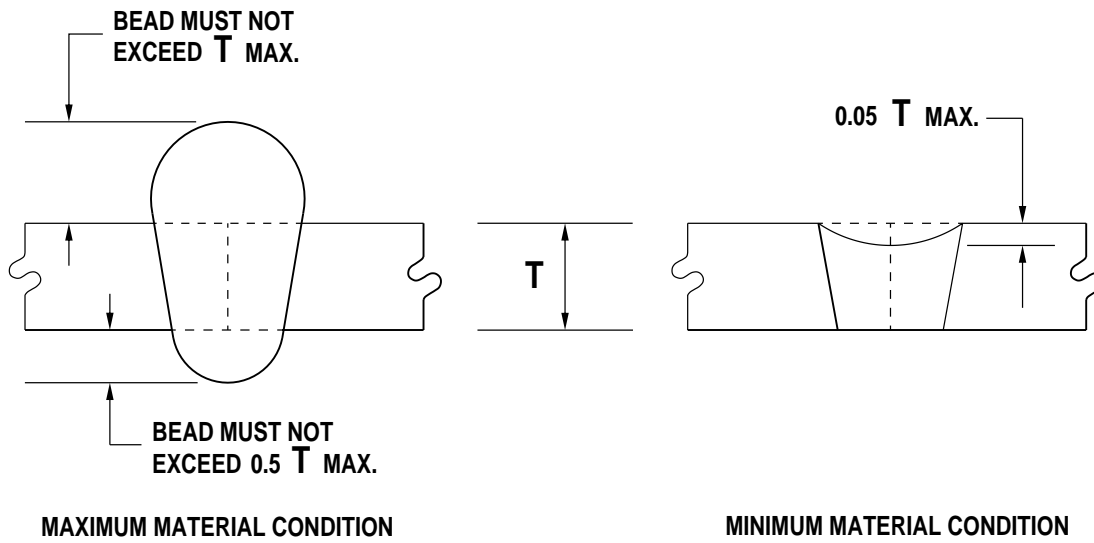 BEAD MUST NOT
EXCEED T MAX.
0.05 T MAX.
T
BEAD MUST NOT
EXCEED 0.5 T MAX.
MAXIMUM MATERIAL CONDITION
MINIMUM MATERIAL CONDITION